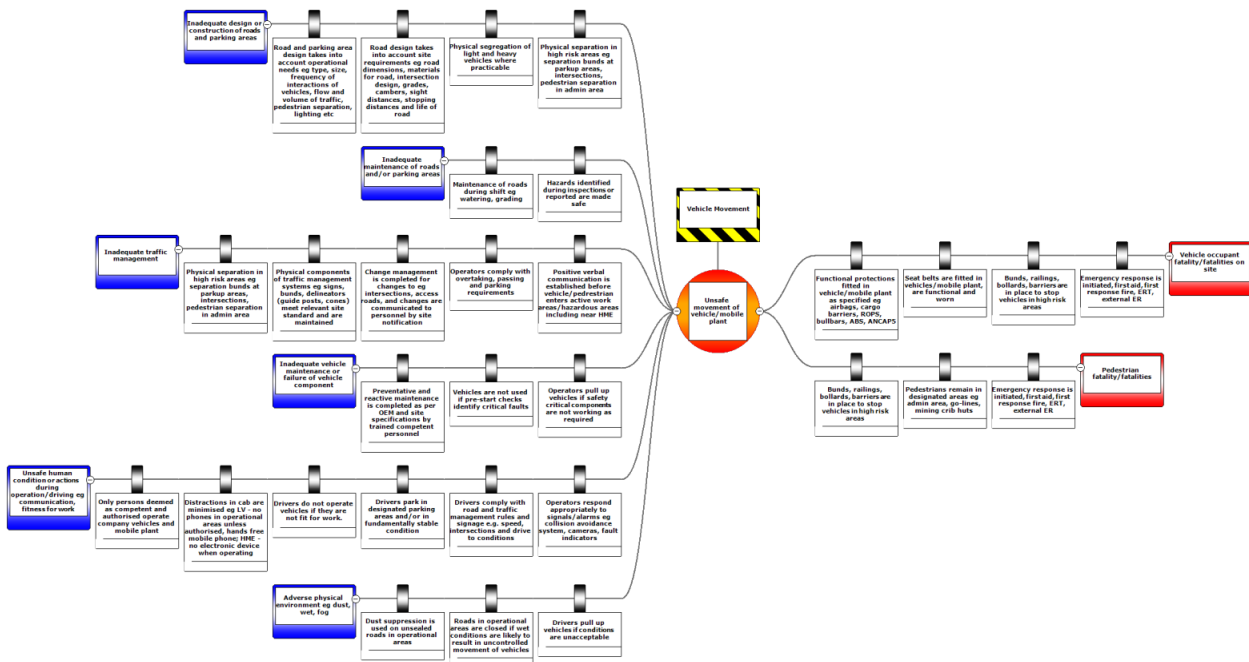 Inadequate design or
construction of roads
and parking areas
Road and parking area
design takes into
account operational
needs eg type, size,
frequency of
interactions of
vehicles, flow and
volume of traffic,
pedestrian separation,
lighting etc
Road design takes
into account site
requirements eg road
dimensions, materials
for road, intersection
design, grades,
cambers, sight
distances, stopping
distances and life of
road
Physical segregation of
light and heavy
vehicles where
practicable
Physical separation in
high risk areas eg
separation bunds at
parkup areas,
intersections,
pedestrian separation
in admin area
Inadequate
maintenance of roads
and/or parking areas
Maintenance of roads
during shift eg
watering, grading
Hazards identified
during inspections or
reported are made
safe
Vehicle Movement
Inadequate traffic
management
Physical separation in
high risk areas eg
separation bunds at
parkup areas,
intersections,
pedestrian separation
in admin area
Physical components
of traffic management
systems eg signs,
bunds, delineators
(guide posts, cones)
meet relevant site
standard and are
maintained
Change management
is completed for
changes to eg
intersections, access
roads, and changes are
communicated to
personnel by site
notification
Operators comply with
overtaking, passing
and parking
requirements
Positive verbal
communication is
established before
vehicle/pedestrian
enters active work
areas/hazardous areas
including near HME
Unsafe
movement of
vehicle/mobile
plant
Functional protections
fitted in
vehicle/mobile plant
as specified eg
airbags, cargo
barriers, ROPS,
bullbars, ABS, ANCAP5
Seat belts are fitted in
vehicles/mobile plant,
are functional and
worn
Bunds, railings,
bollards, barriers are
in place to stop
vehicles in high risk
areas
Emergency response is
initiated, first aid, first
response fire, ERT,
external ER
Vehicle occupant
fatality/fatalities on
site
Inadequate vehicle
maintenance or
failure of vehicle
component
Preventative and
reactive maintenance
is completed as per
OEM and site
specifications by
trained competent
personnel
Vehicles are not used
if pre-start checks
identify critical faults
Operators pull up
vehicles if safety
critical components
are not working as
required
Bunds, railings,
bollards, barriers are
in place to stop
vehicles in high risk
areas
Pedestrians remain in
designated areas eg
admin area, go-lines,
mining crib huts
Emergency response is
initiated, first aid, first
response fire, ERT,
external ER
Pedestrian
fatality/fatalities
Unsafe human
condition or actions
during
operation/driving eg
communication,
fitness for work
Only persons deemed
as competent and
authorised operate
company vehicles and
mobile plant
Distractions in cab are
minimised eg LV - no
phones in operational
areas unless
authorised, hands free
mobile phone; HME -
no electronic device
when operating
Drivers do not operate
vehicles if they are
not fit for work.
Drivers park in
designated parking
areas and/or in
fundamentally stable
condition
Drivers comply with
road and traffic
management rules and
signage e.g. speed,
intersections and drive
to conditions
Operators respond
appropriately to
signals/alarms eg
collision avoidance
system, cameras, fault
indicators
Adverse physical
environment eg dust,
wet, fog
Dust suppression is
used on unsealed
roads in operational
areas
Roads in operational
areas are closed if wet
conditions are likely to
result in uncontrolled
movement of vehicles
Drivers pull up
vehicles if conditions
are unacceptable